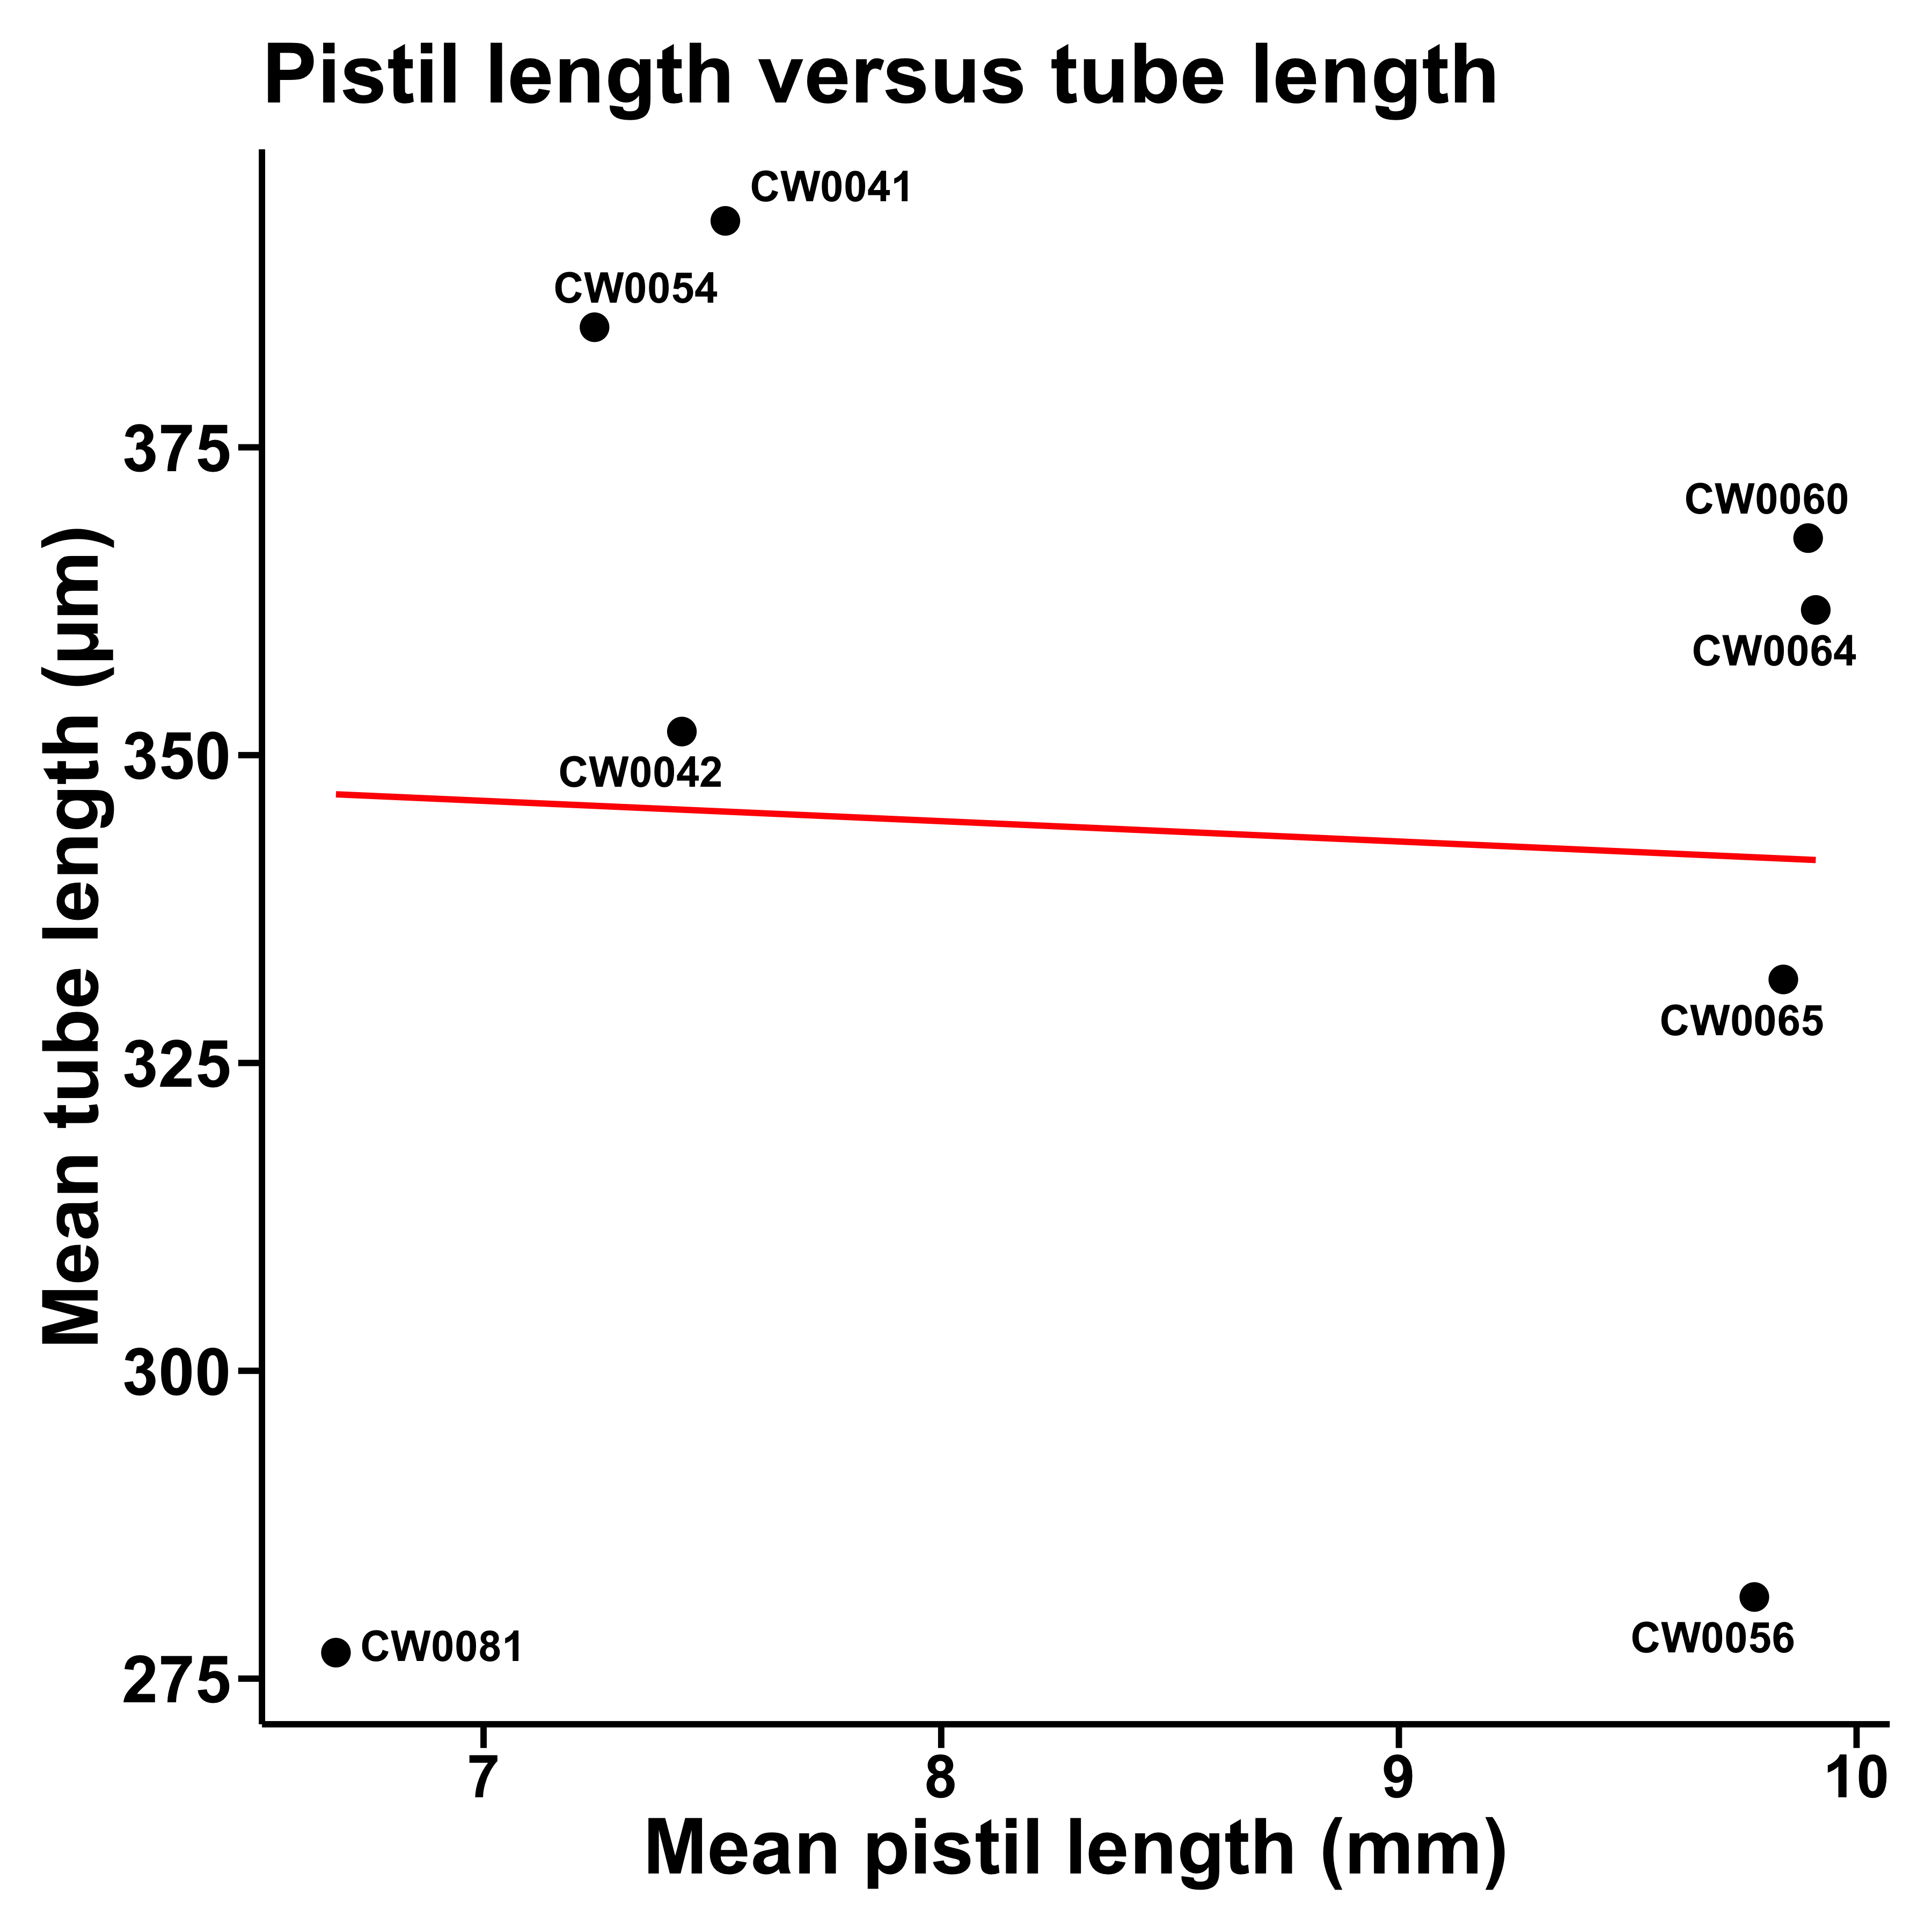 Pistil length versus tube length
CW0041
CW0054
375
CW0060
CW0064
350
CW0042
CW0065
325
300
CW0056
CW0081
275
7 8 9 10
Mean pistil length (mm)
Mean tube length (µm)